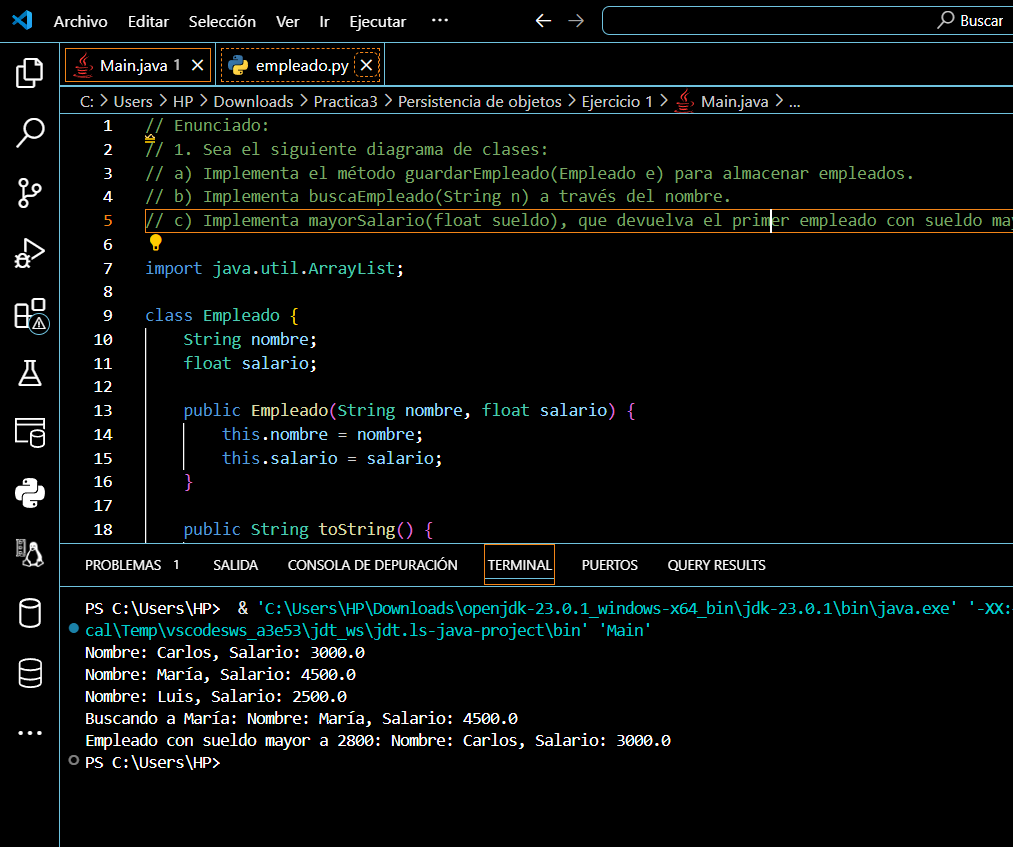 Archivo Editar Selección Ver Ir Ejecutar ··· Buscar
Main.java 1 empleado.py
C: > Users > HP > Downloads > Practica3 > Persistencia de objetos > Ejercicio 1 > Main.java > ...
1 // Enunciado:
2 // 1. Sea el siguiente diagrama de clases:
3 // a) Implementa el método guardarEmpleado(Empleado e) para almacenar empleados.
4 // b) Implementa buscaEmpleado(String n) a través del nombre.
5 // c) Implementa mayorSalario(float sueldo), que devuelva el primer empleado con sueldo may
6
7 import java.util.ArrayList;
8
9 class Empleado {
10 String nombre;
11 float salario;
12
13 public Empleado(String nombre, float salario) {
14 this.nombre = nombre;
15 this.salario = salario;
16 }
17
18 public String toString() {
PROBLEMAS 1 SALIDA CONSOLA DE DEPURACIÓN TERMINAL PUERTOS QUERY RESULTS
PS C:\Users\HP> & 'C:\Users\HP\Downloads\openjdk-23.0.1_windows-x64_bin\jdk-23.0.1\bin\java.exe' '-XX:
cal\Temp\vscodesws_a3e53\jdt_ws\jdt.ls-java-project\bin' 'Main'
Nombre: Carlos, Salario: 3000.0
Nombre: María, Salario: 4500.0
Nombre: Luis, Salario: 2500.0
Buscando a María: Nombre: María, Salario: 4500.0
Empleado con sueldo mayor a 2800: Nombre: Carlos, Salario: 3000.0
PS C:\Users\HP>